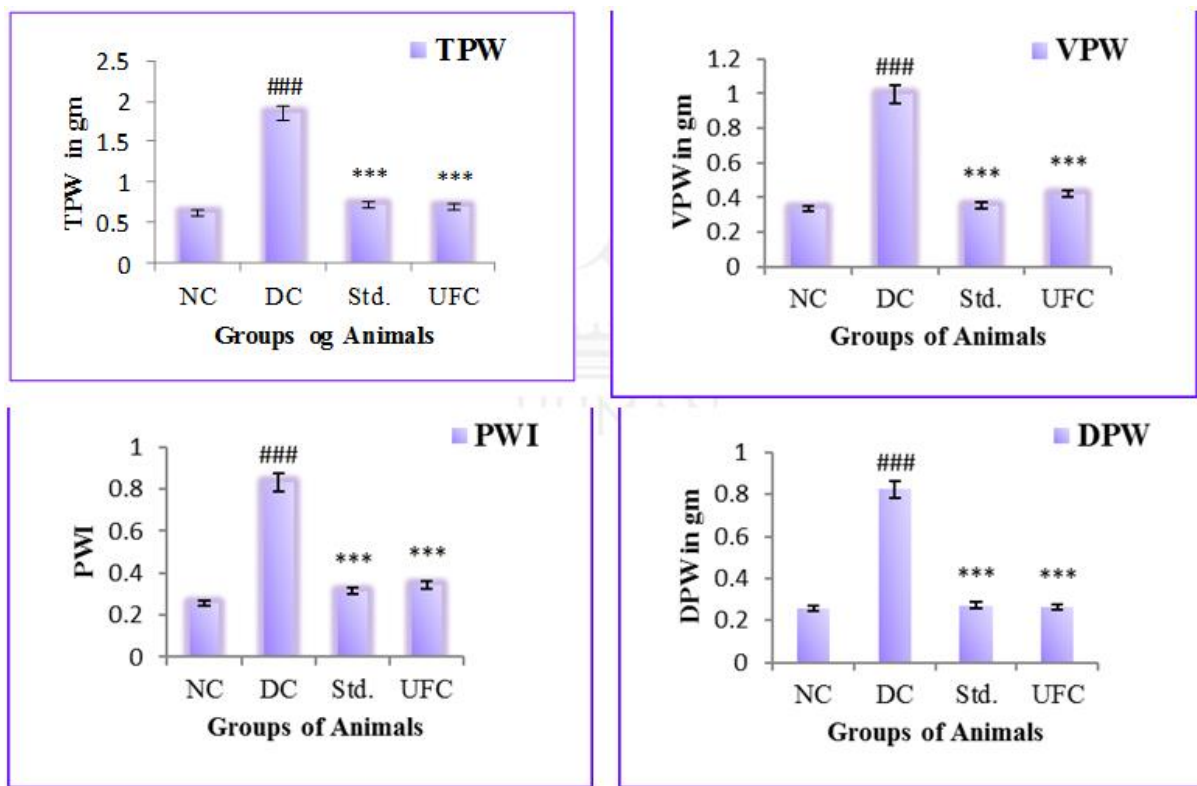 TPW
###
***
***
TPW in gm
2.5
2
1.5
1
0.5
0
NC DC Std. UFC
Groups og Animals
VPW
###
***
***
VPW in gm
1.2
1
0.8
0.6
0.4
0.2
0
NC DC Std. UFC
Groups of Animals
PWI
###
***
***
PWI
1
0.8
0.6
0.4
0.2
0
NC DC Std. UFC
Groups of Animals
DPW
###
***
***
DPW in gm
1
0.8
0.6
0.4
0.2
0
NC DC Std. UFC
Groups of Animals